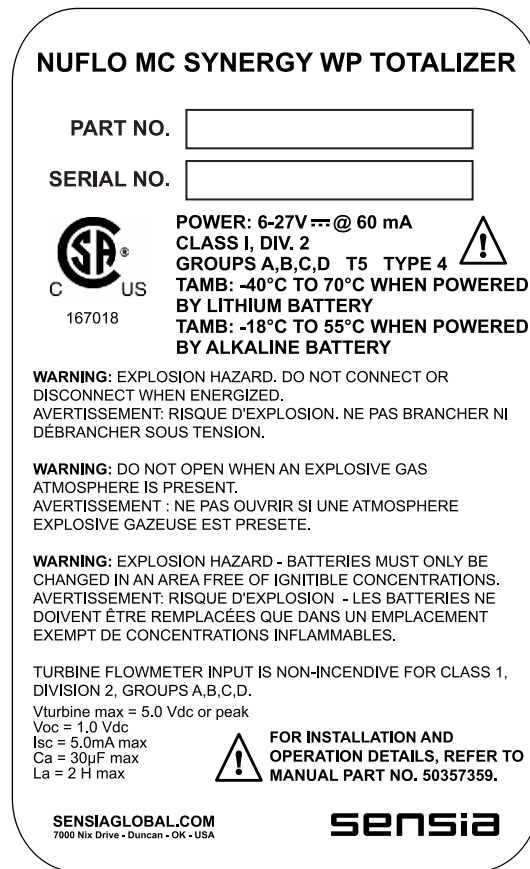 NUFLO MC SYNERGY WP TOTALIZER
PART NO.
SERIAL NO.
SA ®
C US
167018
POWER: 6-27V ⎓ @ 60 mA
CLASS I, DIV. 2
GROUPS A,B,C,D T5 TYPE 4
TAMB: -40°C TO 70°C WHEN POWERED
BY LITHIUM BATTERY
TAMB: -18°C TO 55°C WHEN POWERED
BY ALKALINE BATTERY
WARNING: EXPLOSION HAZARD. DO NOT CONNECT OR
DISCONNECT WHEN ENERGIZED.
AVERTISSEMENT: RISQUE D'EXPLOSION. NE PAS BRANCHER NI
DÉBRANCHER SOUS TENSION.
WARNING: DO NOT OPEN WHEN AN EXPLOSIVE GAS
ATMOSPHERE IS PRESENT.
AVERTISSEMENT : NE PAS OUVRIR SI UNE ATMOSPHERE
EXPLOSIVE GAZEUSE EST PRESETE.
WARNING: EXPLOSION HAZARD - BATTERIES MUST ONLY BE
CHANGED IN AN AREA FREE OF IGNITIBLE CONCENTRATIONS.
AVERTISSEMENT: RISQUE D'EXPLOSION - LES BATTERIES NE
DOIVENT ÊTRE REMPLACÉES QUE DANS UN EMPLACEMENT
EXEMPT DE CONCENTRATIONS INFLAMMABLES.
TURBINE FLOWMETER INPUT IS NON-INCENDIVE FOR CLASS 1,
DIVISION 2, GROUPS A,B,C,D.
Vturbine max = 5.0 Vdc or peak
Voc = 1.0 Vdc
Isc = 5.0mA max
Ca = 30µF max
La = 2 H max
FOR INSTALLATION AND
OPERATION DETAILS, REFER TO
MANUAL PART NO. 50357359.
SENSIAGLOBAL.COM
7000 Nix Drive - Duncan - OK - USA
sensia